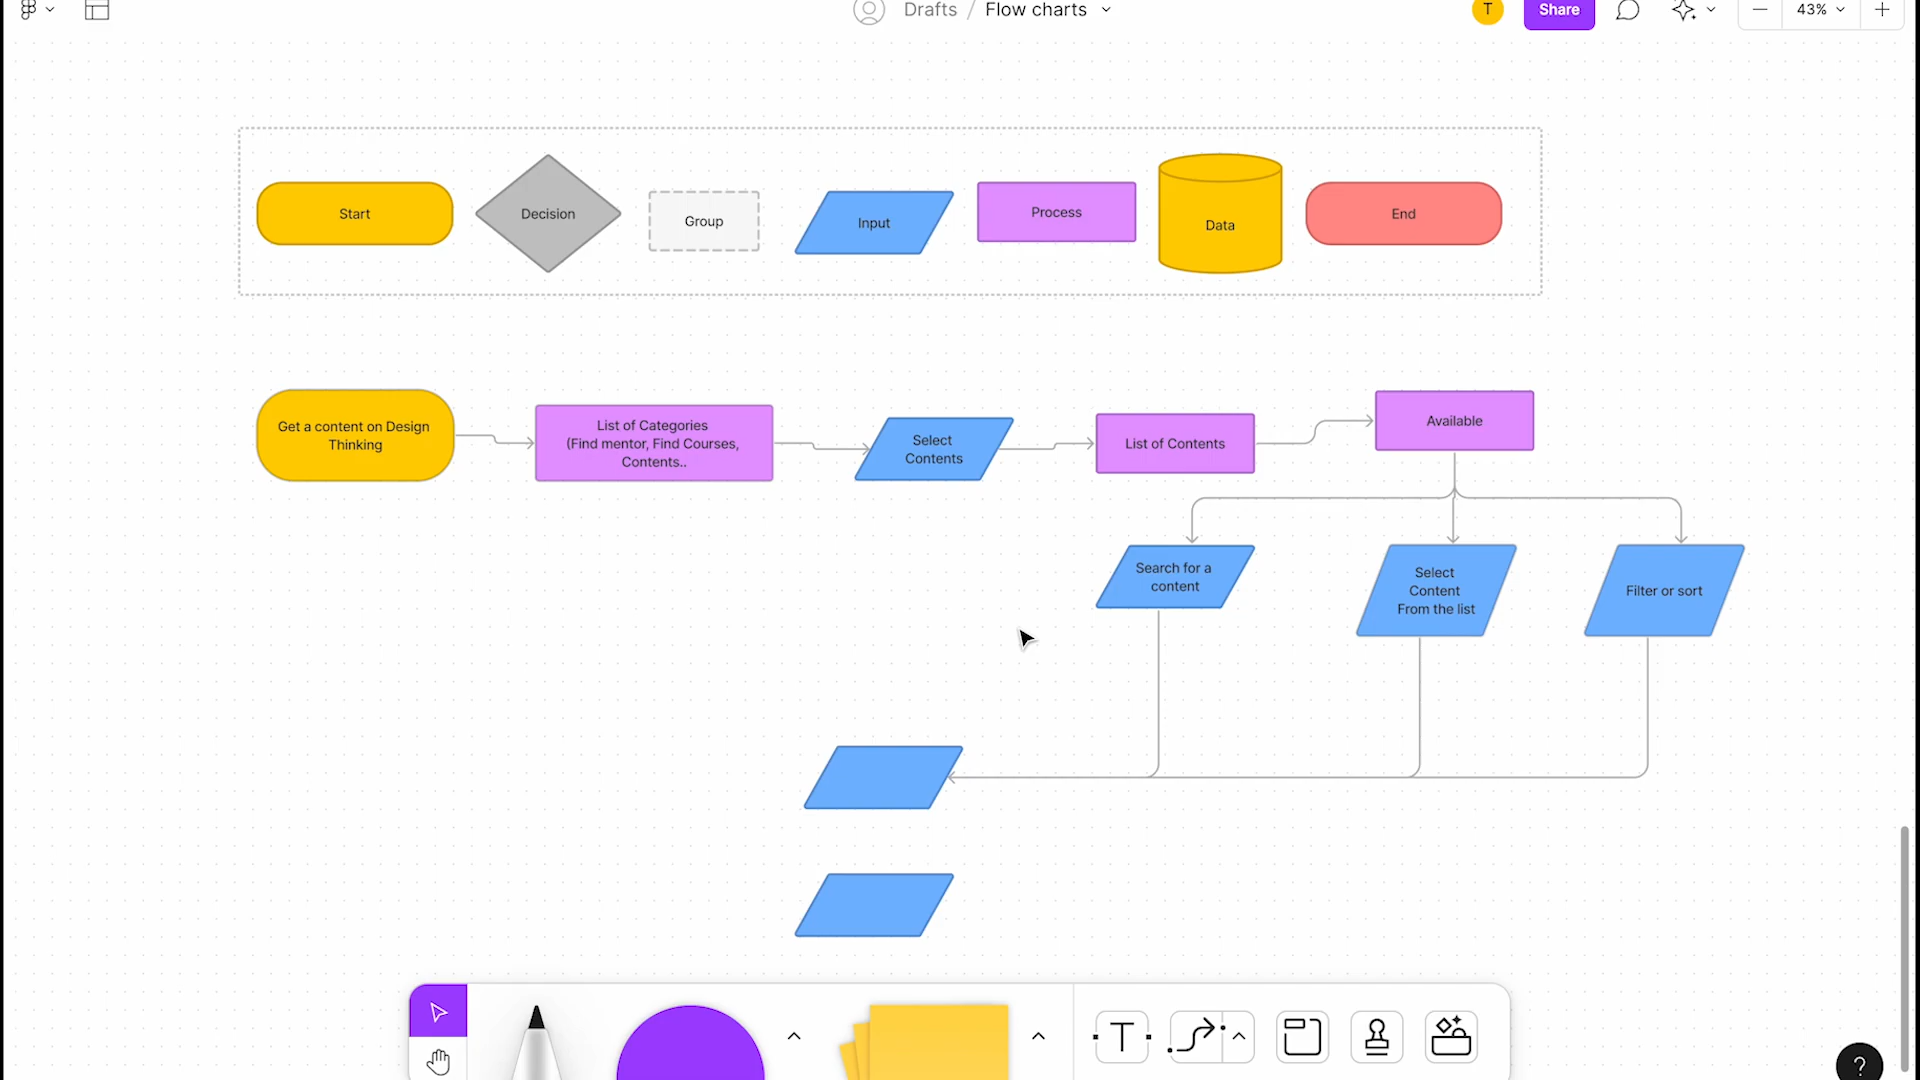 Drafts / Flow charts
T
Share
43%
Start
Decision
Group
Input
Process
Data
End
Get a content on Design
Thinking
List of Categories
(Find mentor, Find Courses,
Contents..
Select
Contents
List of Contents
Available
Search for a
content
Select
Content
From the list
Filter or sort
T
?